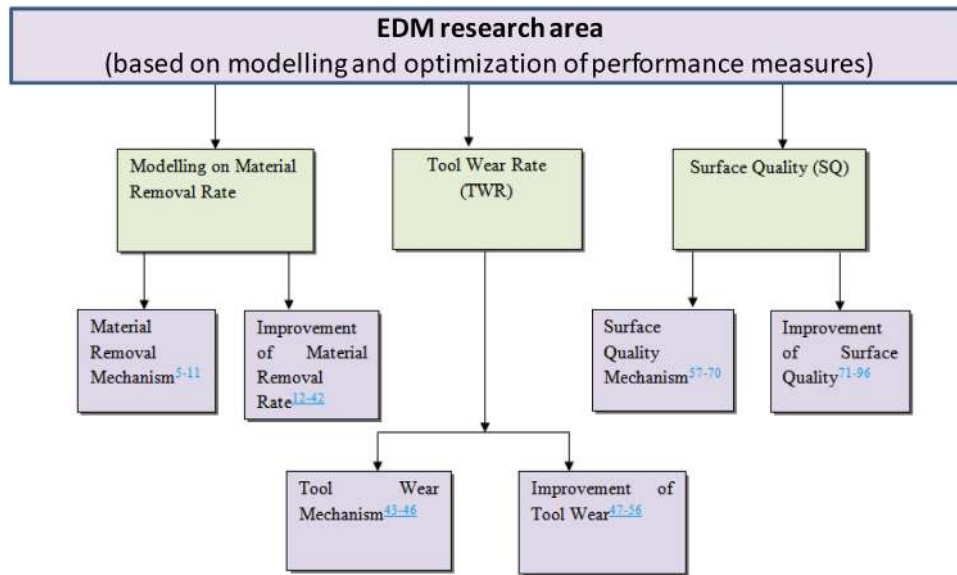 EDM research area
(based on modelling and optimization of performance measures)
Modelling on Material
Removal Rate
Tool Wear Rate
(TWR)
Surface Quality (SQ)
Material
Removal
Mechanism5-11
Improvement
of Material
Removal
Rate12-42
Surface
Quality
Mechanism57-70
Improvement
of Surface
Quality71-96
Tool Wear
Mechanism43-46
Improvement of
Tool Wear47-56